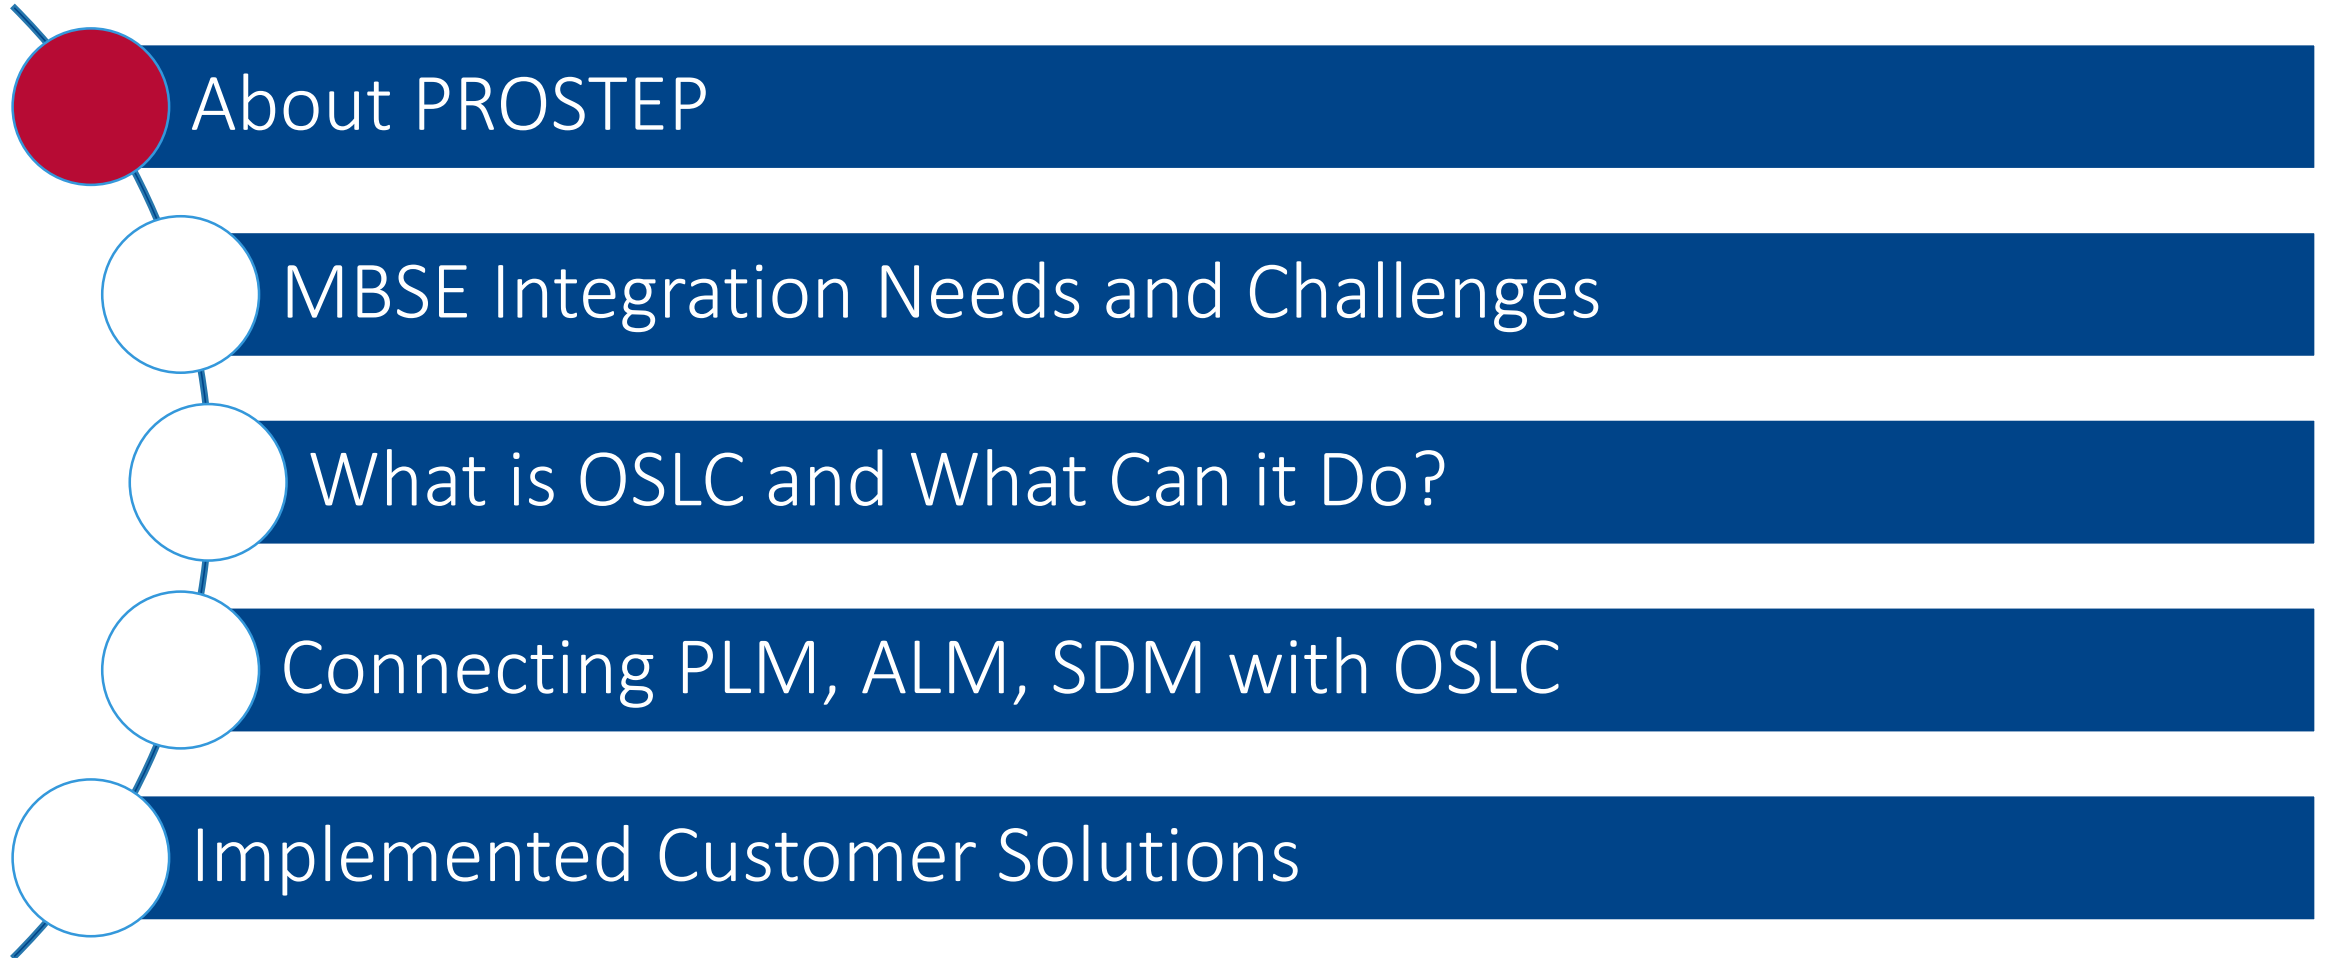 About PROSTEP
MBSE Integration Needs and Challenges
What is OSLC and What Can it Do?
Connecting PLM, ALM, SDM with OSLC
Implemented Customer Solutions